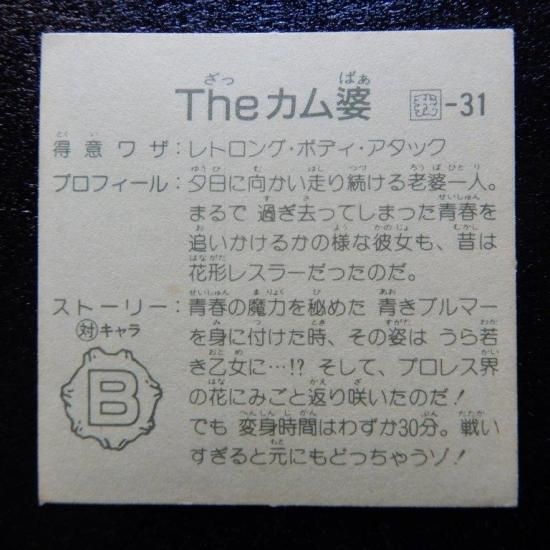 Theカム婆 -31
得意ワザ：レトロング・ボディ・アタック
プロフィール：夕日に向かい走り続ける老婆一人。
まるで 過ぎ去ってしまった青春を
追いかけるかの様な彼女も、昔は
花形レスラーだったのだ。
ストーリー：青春の魔力を秘めた 青きブルマー
対キャラ を身に付けた時、その姿は うら若
き乙女に…!? そして、プロレス界
B の花にみごと返り咲いたのだ！
でも 変身時間はわずか30分。戦い
すぎると元にもどっちゃうゾ！